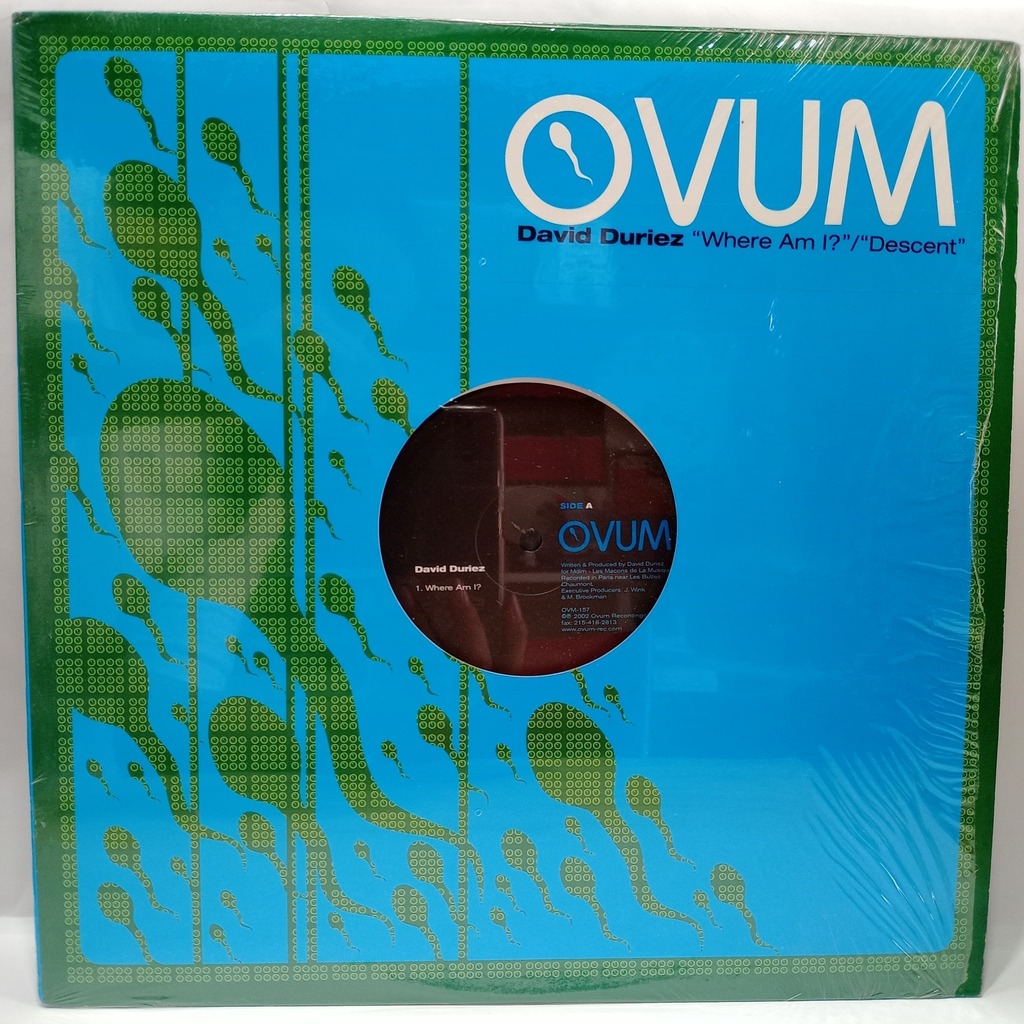 OVUM
David Duriez "Where Am I?"/"Descent"
SIDE A
OVUM
David Duriez
1. Where Am I?
Written & Produced by David Duriez
for Mdlm - Les Macons de La Musique
Recorded in Paris near Les Buttes
Chaumont.
Executive Producers: J. Wink
& M. Brookman
OVM-157
©℗ 2002 Ovum Recordings
fax: 215-418-2813
www.ovum-rec.com